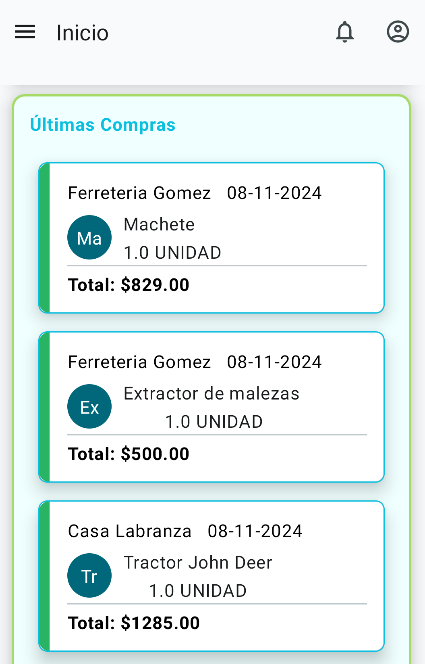 Inicio
Últimas Compras
Ferreteria Gomez 08-11-2024
Ma
Machete
1.0 UNIDAD
Total: $829.00
Ferreteria Gomez 08-11-2024
Ex
Extractor de malezas
1.0 UNIDAD
Total: $500.00
Casa Labranza 08-11-2024
Tr
Tractor John Deer
1.0 UNIDAD
Total: $1285.00